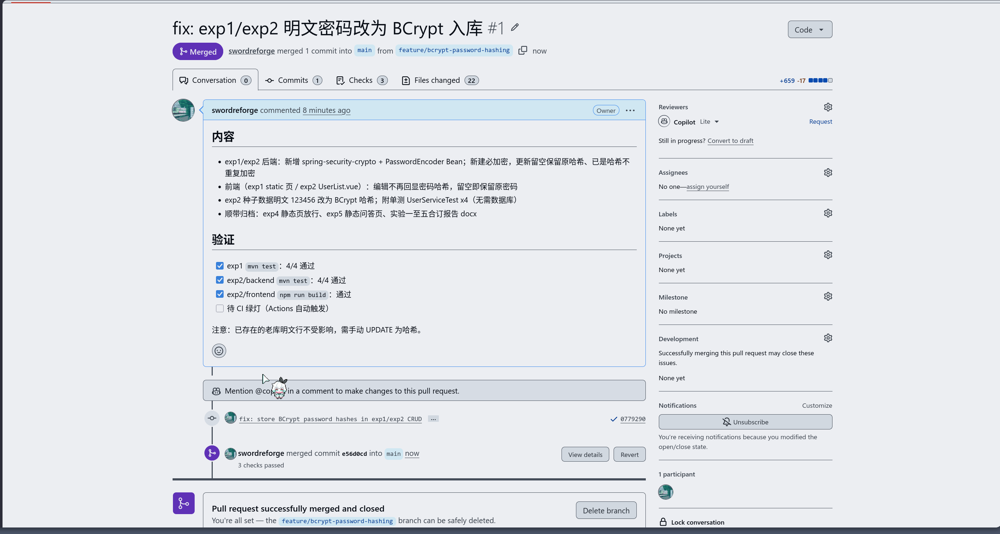 fix: exp1/exp2 明文密码改为 BCrypt 入库 #1
Code
Merged
swordreforge merged 1 commit into main from feature/bcrypt-password-hashing now
Conversation 0
Commits 1
Checks 3
Files changed 22
+659 -17
swordreforge commented 8 minutes ago
Owner
内容
exp1/exp2 后端：新增 spring-security-crypto + PasswordEncoder Bean；新建必加密，更新留空保留原哈希、已是哈希不
重复加密
前端（exp1 static 页 / exp2 UserList.vue）：编辑不再回显密码哈希，留空即保留原密码
exp2 种子数据明文 123456 改为 BCrypt 哈希；附单测 UserServiceTest x4（无需数据库）
顺带归档：exp4 静态页放行、exp5 静态问答页、实验一至五合订报告 docx
验证
exp1 mvn test：4/4 通过
exp2/backend mvn test：4/4 通过
exp2/frontend npm run build：通过
待 CI 绿灯（Actions 自动触发）
注意：已存在的老库明文行不受影响，需手动 UPDATE 为哈希。
Mention in a comment to make changes to this pull request.
fix: store BCrypt password hashes in exp1/exp2 CRUD ...
0779290
swordreforge merged commit e56d0cd into main now
3 checks passed
View details
Revert
Pull request successfully merged and closed
You're all set — the feature/bcrypt-password-hashing branch can be safely deleted.
Delete branch
Reviewers
Copilot Lite
Request
Still in progress? Convert to draft
Assignees
No one—assign yourself
Labels
None yet
Projects
None yet
Milestone
No milestone
Development
Successfully merging this pull request may close these
issues.
None yet
Notifications
Customize
Unsubscribe
You're receiving notifications because you modified the
open/close state.
1 participant
Lock conversation